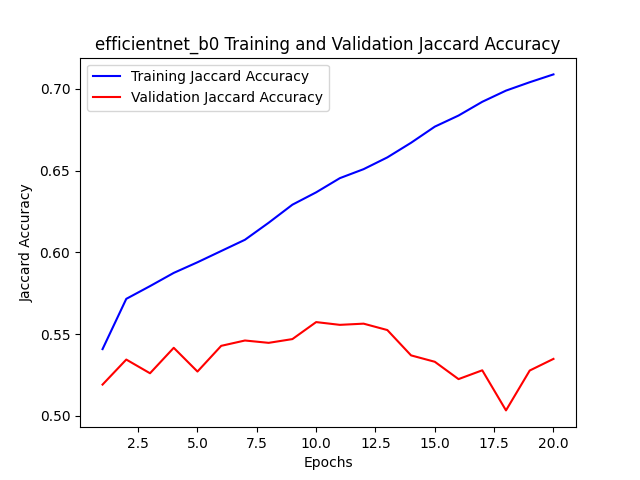 efficientnet_b0 Training and Validation Jaccard Accuracy
Training Jaccard Accuracy
Validation Jaccard Accuracy
Jaccard Accuracy
0.70
0.65
0.60
0.55
0.50
2.5 5.0 7.5 10.0 12.5 15.0 17.5 20.0
Epochs